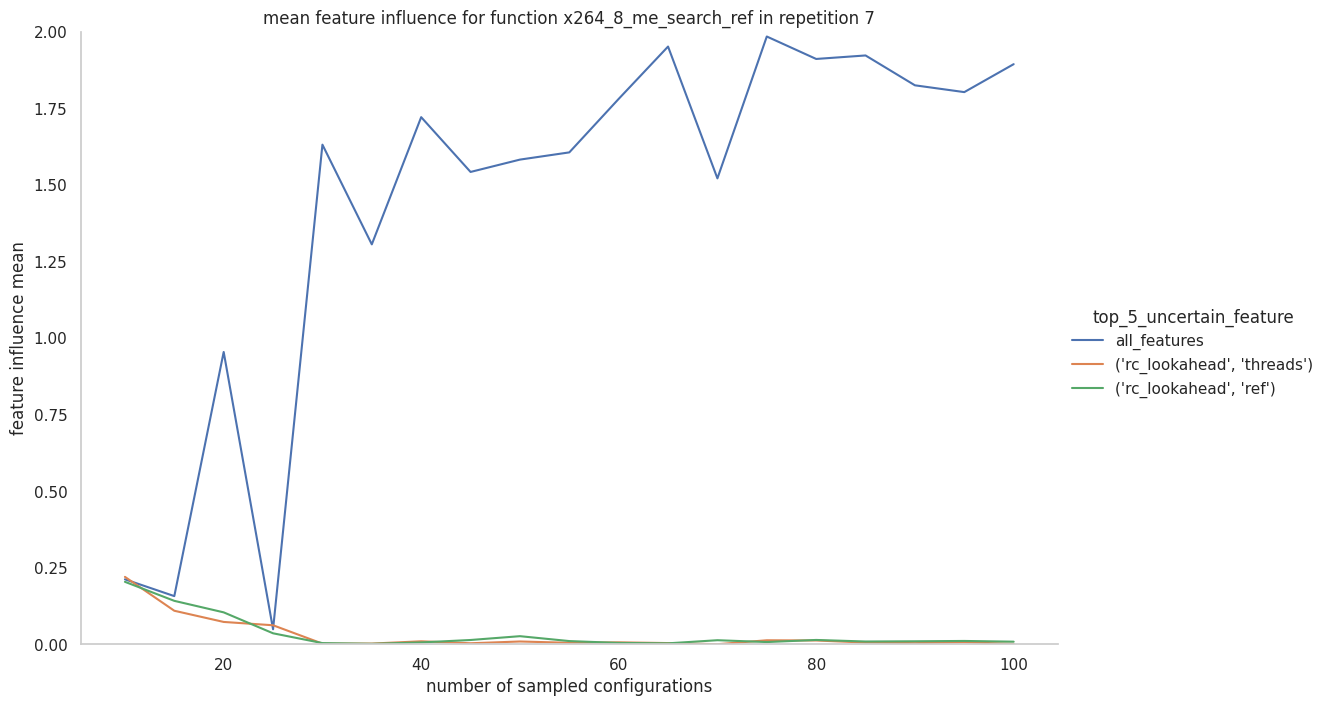 mean feature influence for function x264_8_me_search_ref in repetition 7
2.00
1.75
1.50
1.25
1.00
0.75
0.50
0.25
0.00
feature influence mean
20
40
60
80
100
number of sampled configurations
top_5_uncertain_feature
all_features
('rc_lookahead', 'threads')
('rc_lookahead', 'ref')